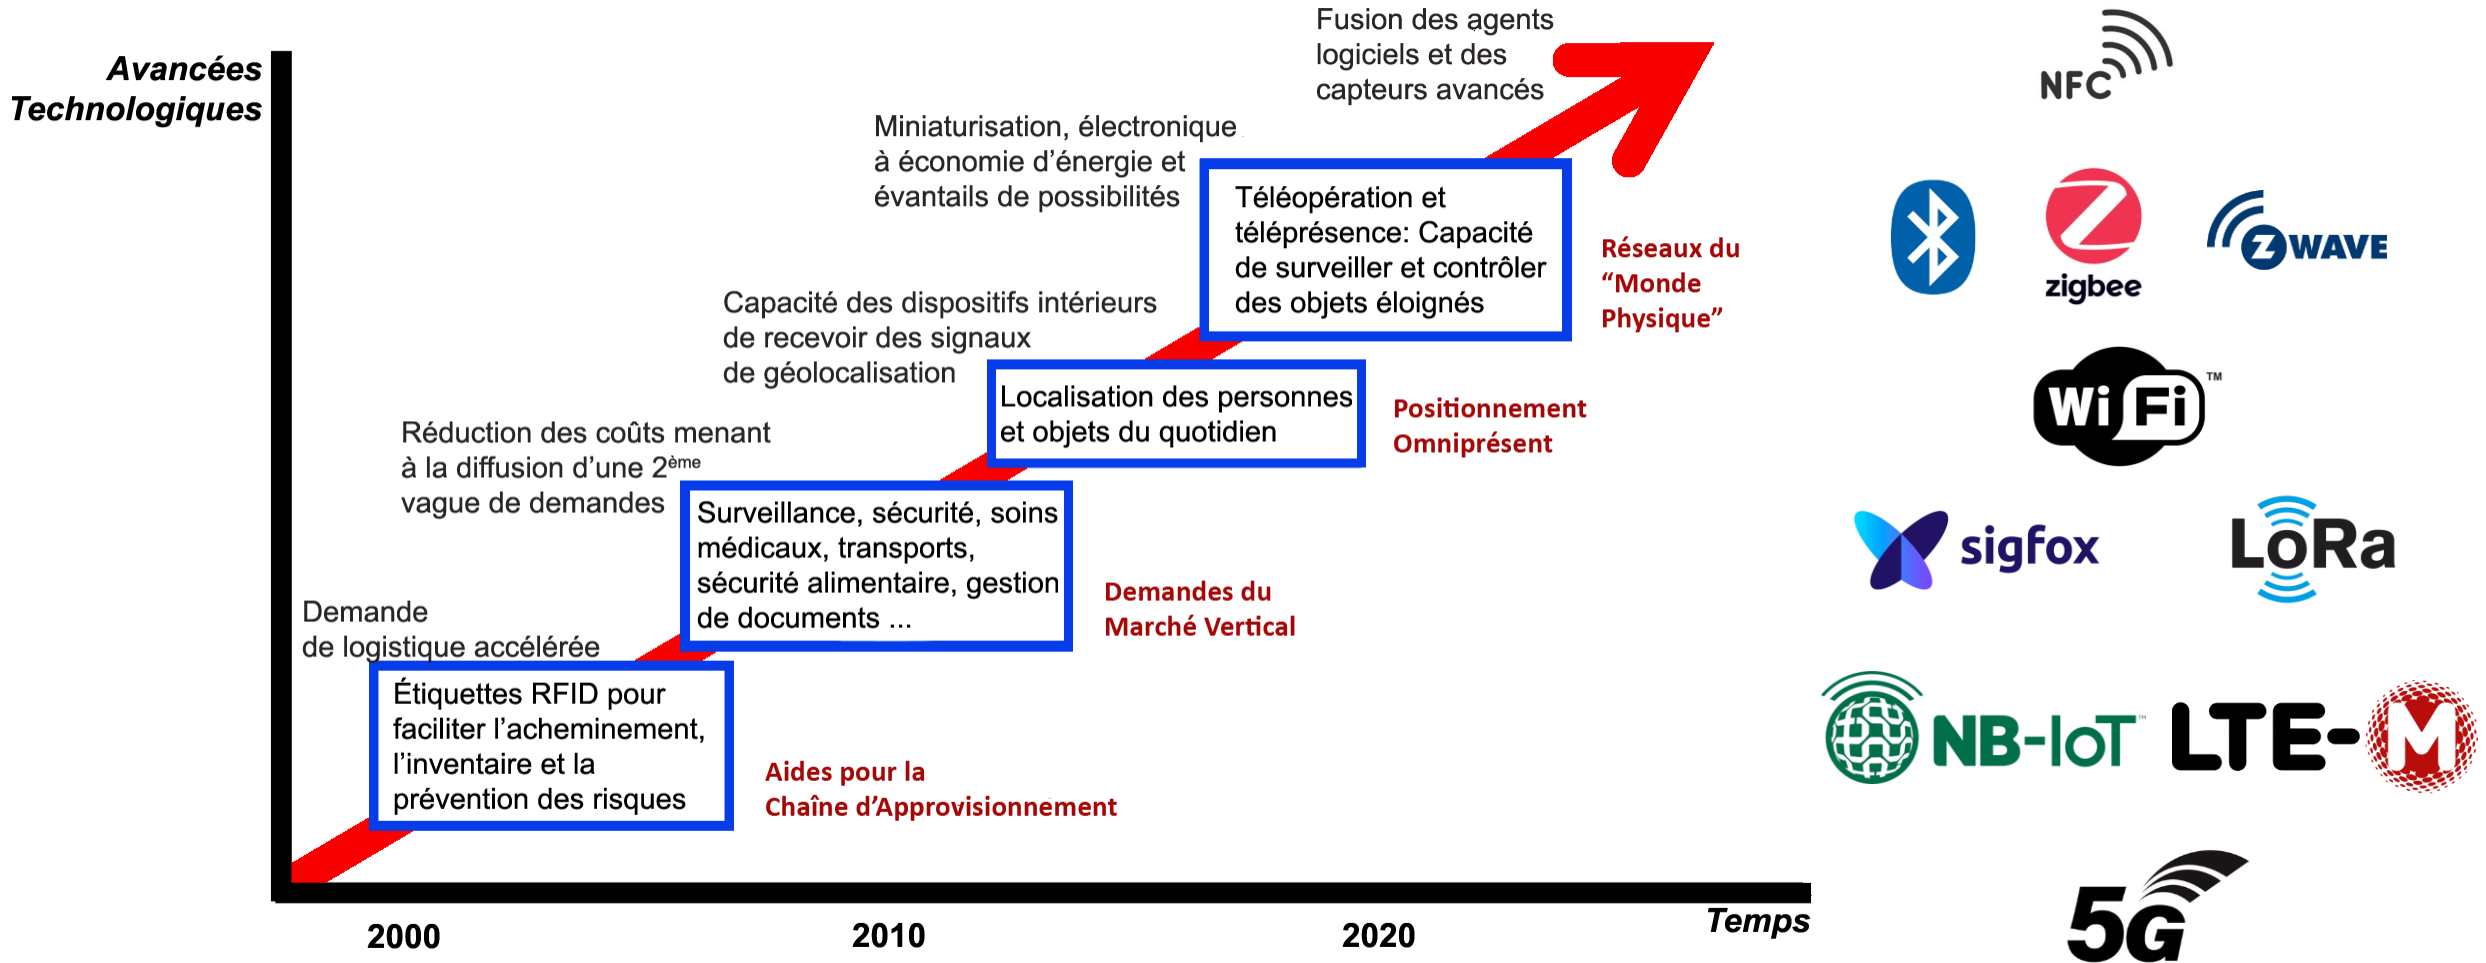 Avancées
Technologiques
Fusion des agents
logiciels et des
capteurs avancés
Miniaturisation, électronique
à économie d'énergie et
évantails de possibilités
Téléopération et
téléprésence: Capacité
de surveiller et contrôler
des objets éloignés
Réseaux du
“Monde
Physique”
Capacité des dispositifs intérieurs
de recevoir des signaux
de géolocalisation
Localisation des personnes
et objets du quotidien
Positionnement
Omniprésent
Réduction des coûts menant
à la diffusion d'une 2ème
vague de demandes
Surveillance, sécurité, soins
médicaux, transports,
sécurité alimentaire, gestion
de documents ...
Demandes du
Marché Vertical
Demande
de logistique accélérée
Étiquettes RFID pour
faciliter l'acheminement,
l'inventaire et la
prévention des risques
Aides pour la
Chaîne d'Approvisionnement
2000
2010
2020
Temps
NFC
zigbee
Z WAVE
Wi Fi TM
sigfox
LoRa
NB-IoT TM
LTE-M
5G